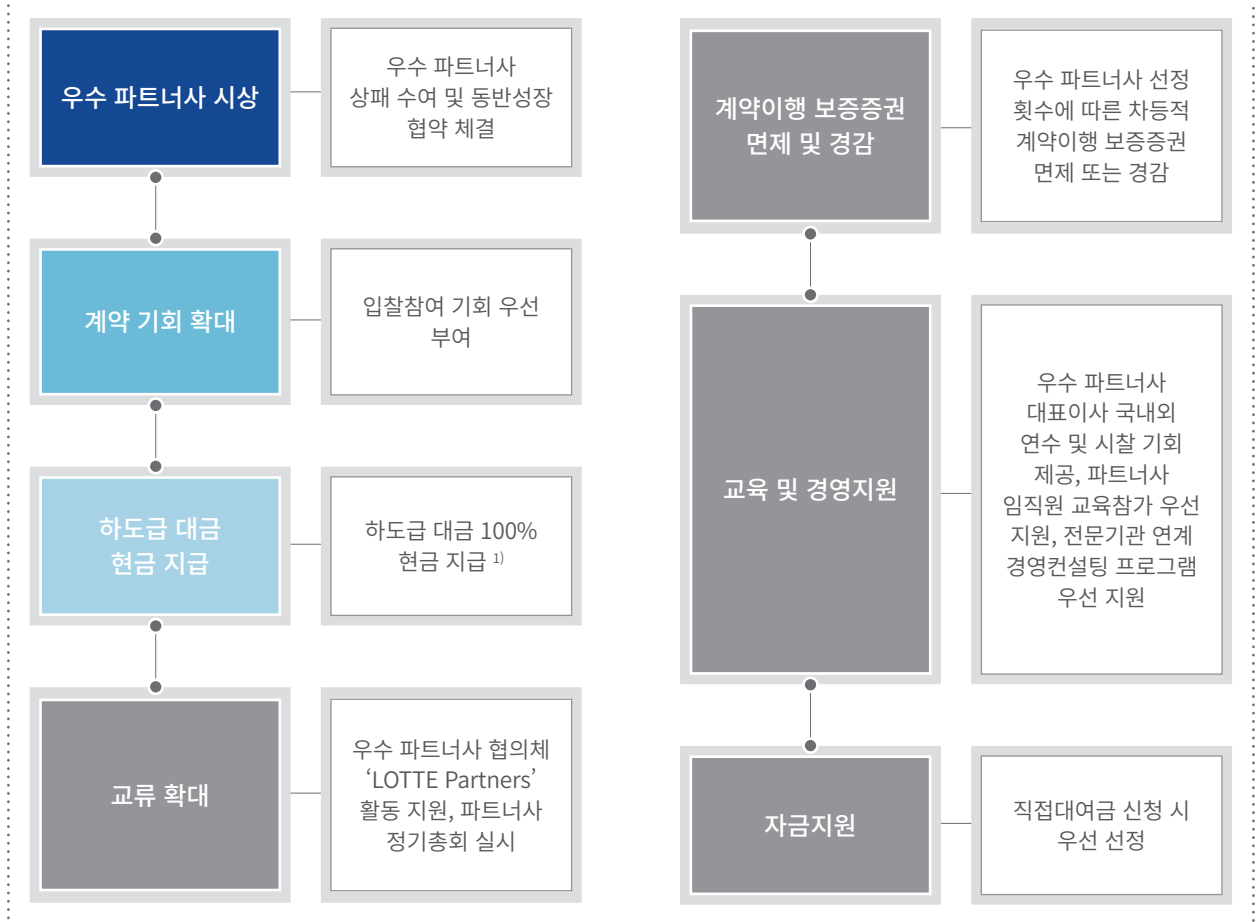 우수 파트너사 시상
우수 파트너사
상패 수여 및 동반성장
협약 체결
계약 기회 확대
입찰참여 기회 우선
부여
하도급 대금
현금 지급
하도급 대금 100%
현금 지급 1)
교류 확대
우수 파트너사 협의체
‘LOTTE Partners’
활동 지원, 파트너사
정기총회 실시
계약이행 보증증권
면제 및 경감
우수 파트너사 선정
횟수에 따른 차등적
계약이행 보증증권
면제 또는 경감
교육 및 경영지원
우수 파트너사
대표이사 국내외
연수 및 시찰 기회
제공, 파트너사
임직원 교육참가 우선
지원, 전문기관 연계
경영컨설팅 프로그램
우선 지원
자금지원
직접대여금 신청 시
우선 선정